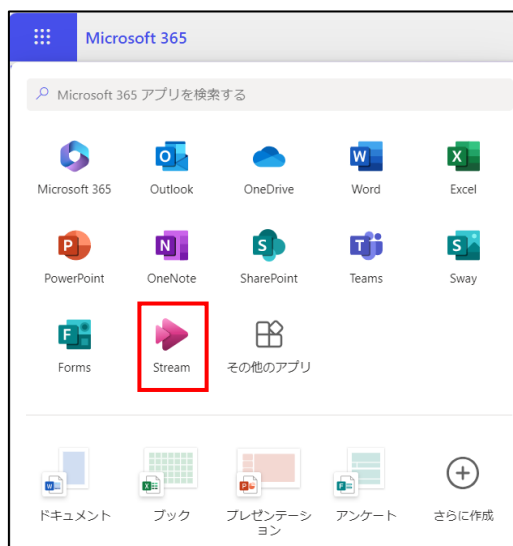 Microsoft 365
Microsoft 365 アプリを検索する
Microsoft 365 Outlook OneDrive Word Excel
PowerPoint OneNote SharePoint Teams Sway
Forms Stream その他のアプリ
ドキュメント ブック プレゼンテーシ アンケート さらに作成
ョン